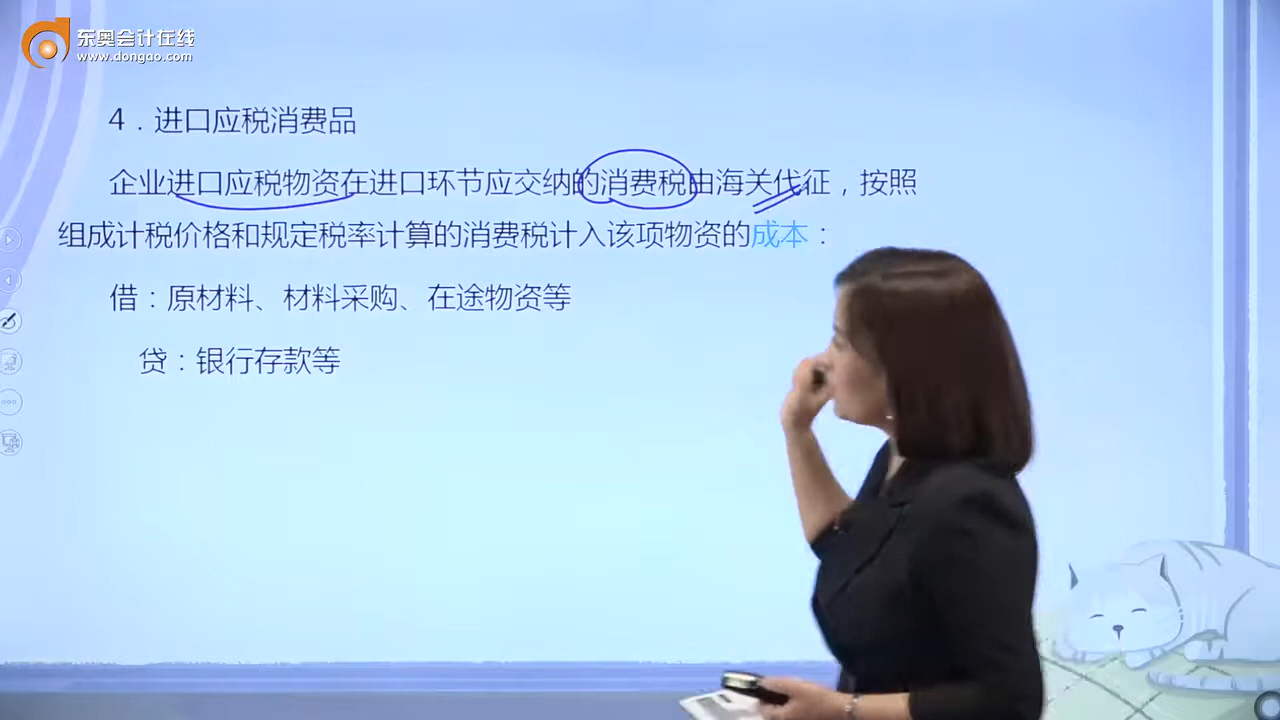 东奥会计在线
www.dongao.com
4．进口应税消费品
企业进口应税物资在进口环节应交纳的消费税由海关代征，按照
组成计税价格和规定税率计算的消费税计入该项物资的成本：
借：原材料、材料采购、在途物资等
贷：银行存款等